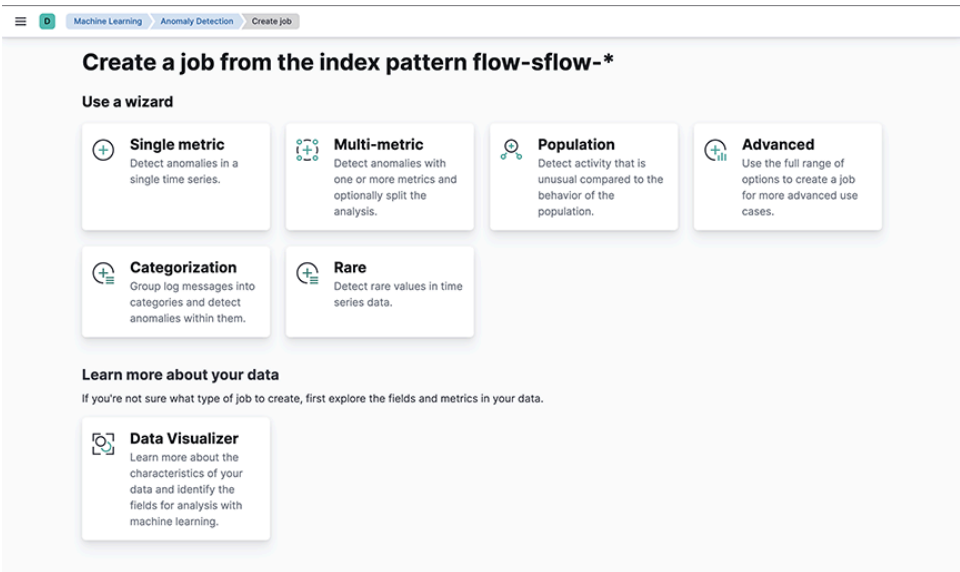 D Machine Learning Anomaly Detection Create job
Create a job from the index pattern flow-sflow-*
Use a wizard
Single metric
Detect anomalies in a
single time series.
Multi-metric
Detect anomalies with
one or more metrics and
optionally split the
analysis.
Population
Detect activity that is
unusual compared to the
behavior of the
population.
Advanced
Use the full range of
options to create a job
for more advanced use
cases.
Categorization
Group log messages into
categories and detect
anomalies within them.
Rare
Detect rare values in time
series data.
Learn more about your data
If you're not sure what type of job to create, first explore the fields and metrics in your data.
Data Visualizer
Learn more about the
characteristics of your
data and identify the
fields for analysis with
machine learning.